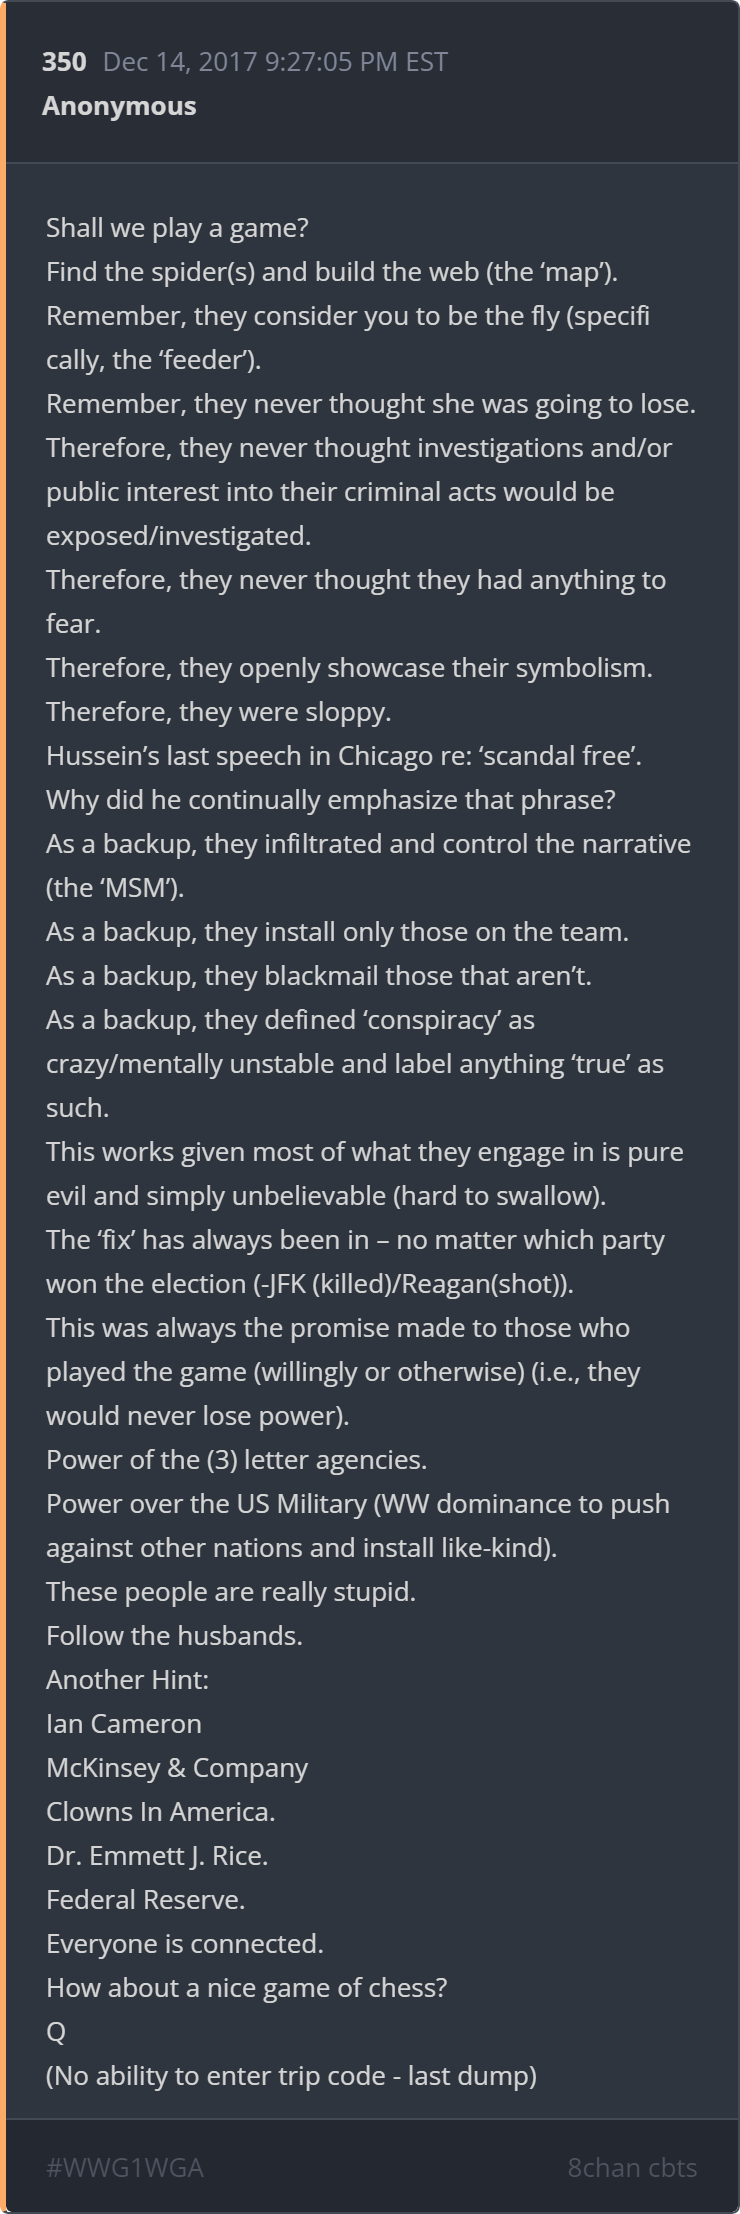 350 Dec 14, 2017 9:27:05 PM EST
Anonymous
Shall we play a game?
Find the spider(s) and build the web (the ‘map’).
Remember, they consider you to be the fly (specifi
cally, the ‘feeder’).
Remember, they never thought she was going to lose.
Therefore, they never thought investigations and/or
public interest into their criminal acts would be
exposed/investigated.
Therefore, they never thought they had anything to
fear.
Therefore, they openly showcase their symbolism.
Therefore, they were sloppy.
Hussein’s last speech in Chicago re: ‘scandal free’.
Why did he continually emphasize that phrase?
As a backup, they infiltrated and control the narrative
(the ‘MSM’).
As a backup, they install only those on the team.
As a backup, they blackmail those that aren’t.
As a backup, they defined ‘conspiracy’ as
crazy/mentally unstable and label anything ‘true’ as
such.
This works given most of what they engage in is pure
evil and simply unbelievable (hard to swallow).
The ‘fix’ has always been in – no matter which party
won the election (-JFK (killed)/Reagan(shot)).
This was always the promise made to those who
played the game (willingly or otherwise) (i.e., they
would never lose power).
Power of the (3) letter agencies.
Power over the US Military (WW dominance to push
against other nations and install like-kind).
These people are really stupid.
Follow the husbands.
Another Hint:
Ian Cameron
McKinsey & Company
Clowns In America.
Dr. Emmett J. Rice.
Federal Reserve.
Everyone is connected.
How about a nice game of chess?
Q
(No ability to enter trip code - last dump)
#WWG1WGA 8chan cbts